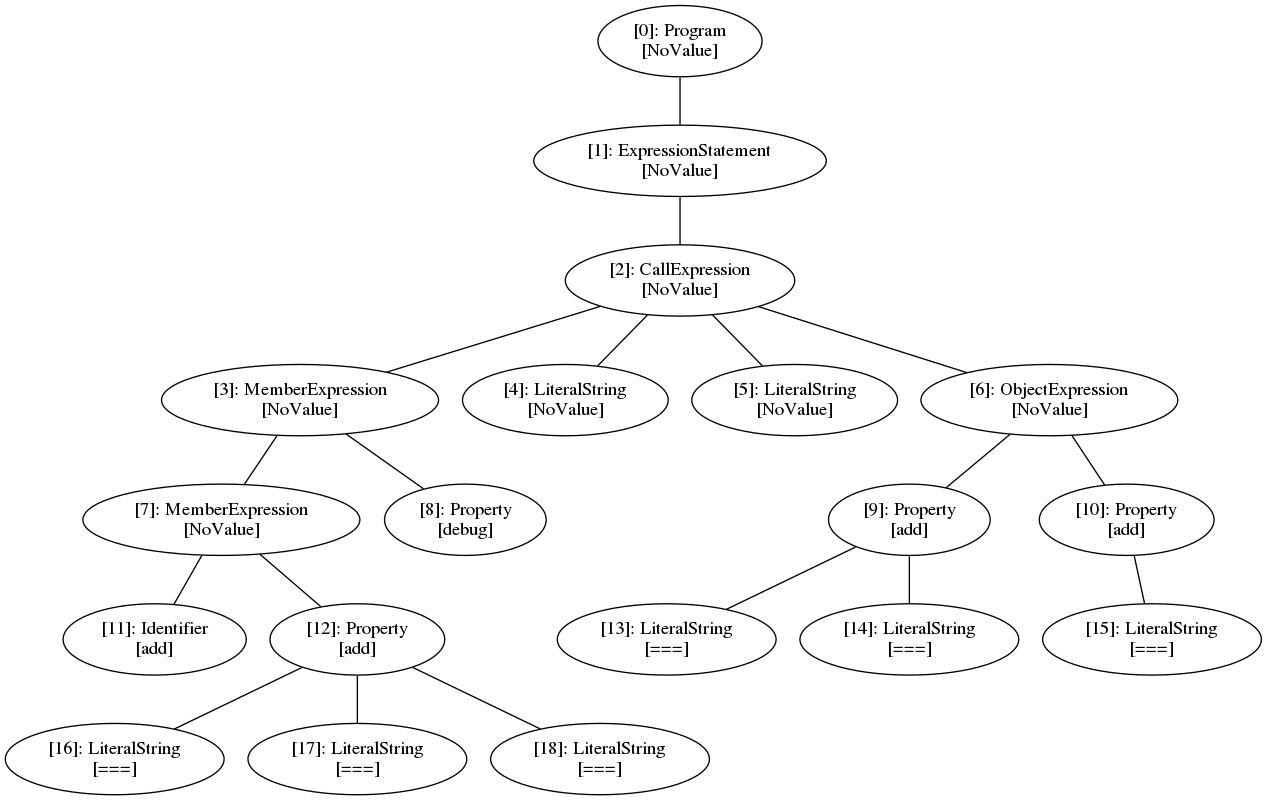 [0]: Program
[NoValue]
[1]: ExpressionStatement
[NoValue]
[2]: CallExpression
[NoValue]
[3]: MemberExpression
[NoValue]
[4]: LiteralString
[NoValue]
[5]: LiteralString
[NoValue]
[6]: ObjectExpression
[NoValue]
[7]: MemberExpression
[NoValue]
[8]: Property
[debug]
[9]: Property
[add]
[10]: Property
[add]
[11]: Identifier
[add]
[12]: Property
[add]
[13]: LiteralString
[===]
[14]: LiteralString
[===]
[15]: LiteralString
[===]
[16]: LiteralString
[===]
[17]: LiteralString
[===]
[18]: LiteralString
[===]